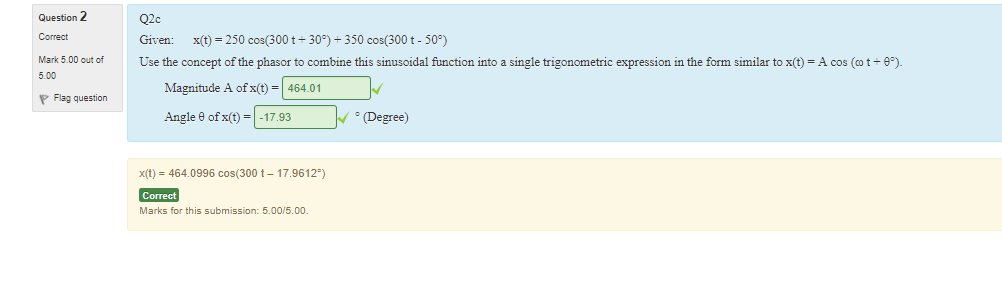 Question 2
Correct
Mark 5.00 out of
5.00
Flag question
Q2c
Given: x(t) = 250 cos(300 t + 30°) + 350 cos(300 t - 50°)
Use the concept of the phasor to combine this sinusoidal function into a single trigonometric expression in the form similar to x(t) = A cos (ω t + θ°).
Magnitude A of x(t) = 464.01
Angle θ of x(t) = -17.93 ° (Degree)
x(t) = 464.0996 cos(300 t – 17.9612°)
Correct
Marks for this submission: 5.00/5.00.